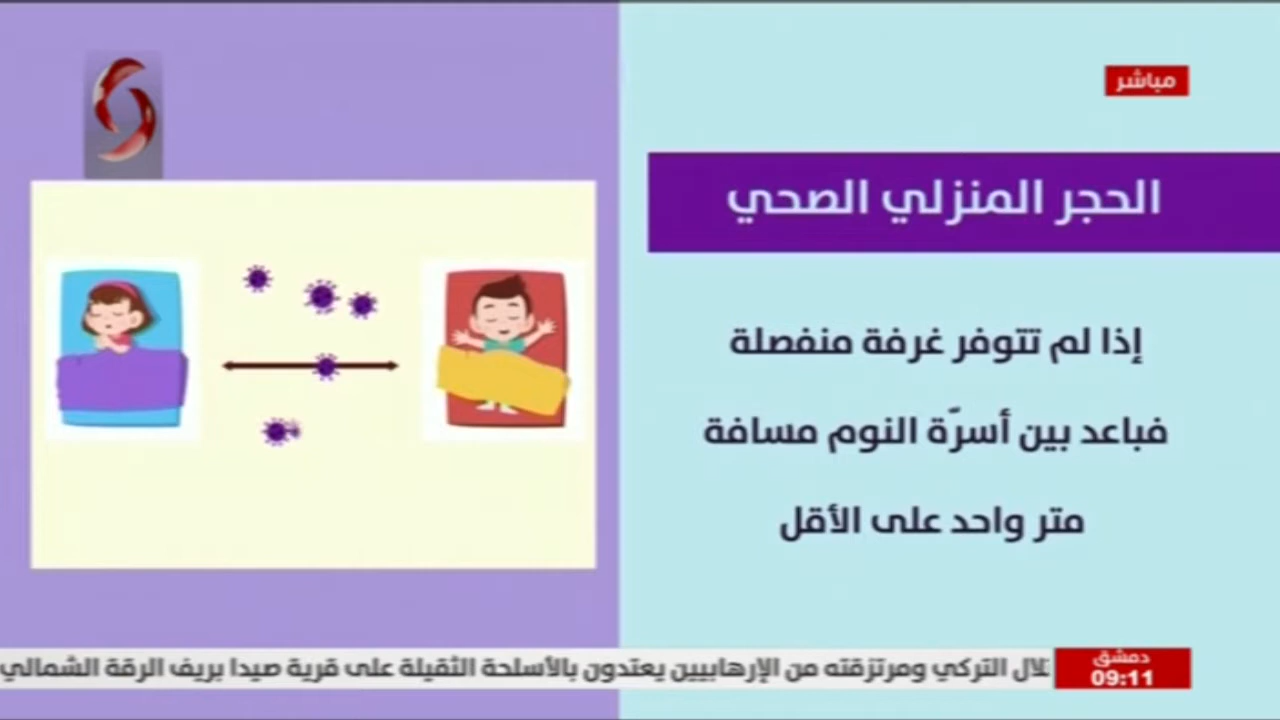 مباشر
الحجر المنزلي الصحي
إذا لم تتوفر غرفة منفصلة
فباعد بين أسرّة النوم مسافة
متر واحد على الأقل
دمشق
التركي ومرتزقته من الإرهابيين يعتدون بالأسلحة الثقيلة على قرية صيدا بريف الرقة الشمالي
09:11